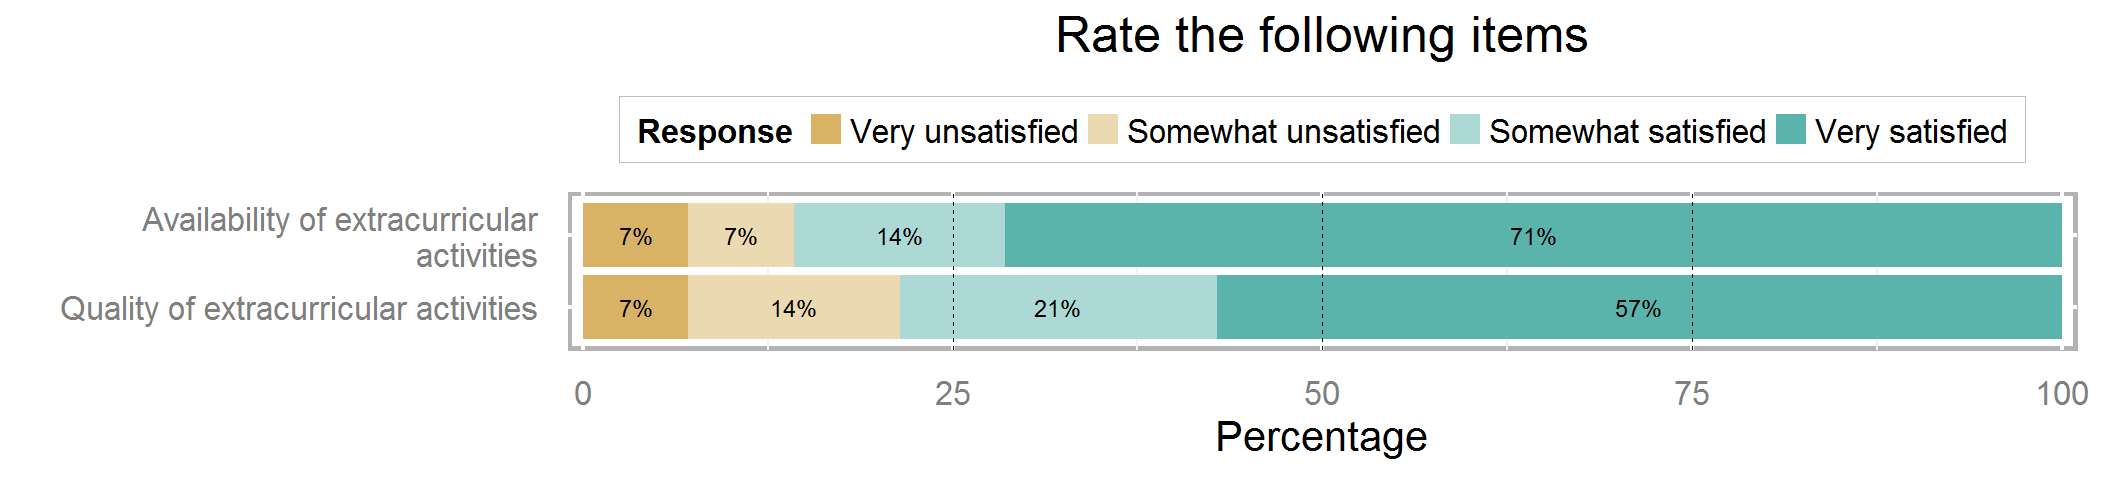 Rate the following items
Response Very unsatisfied Somewhat unsatisfied Somewhat satisfied Very satisfied
Availability of extracurricular
activities
7% 7% 14% 71%
Quality of extracurricular activities
7% 14% 21% 57%
0 25 50 75 100
Percentage